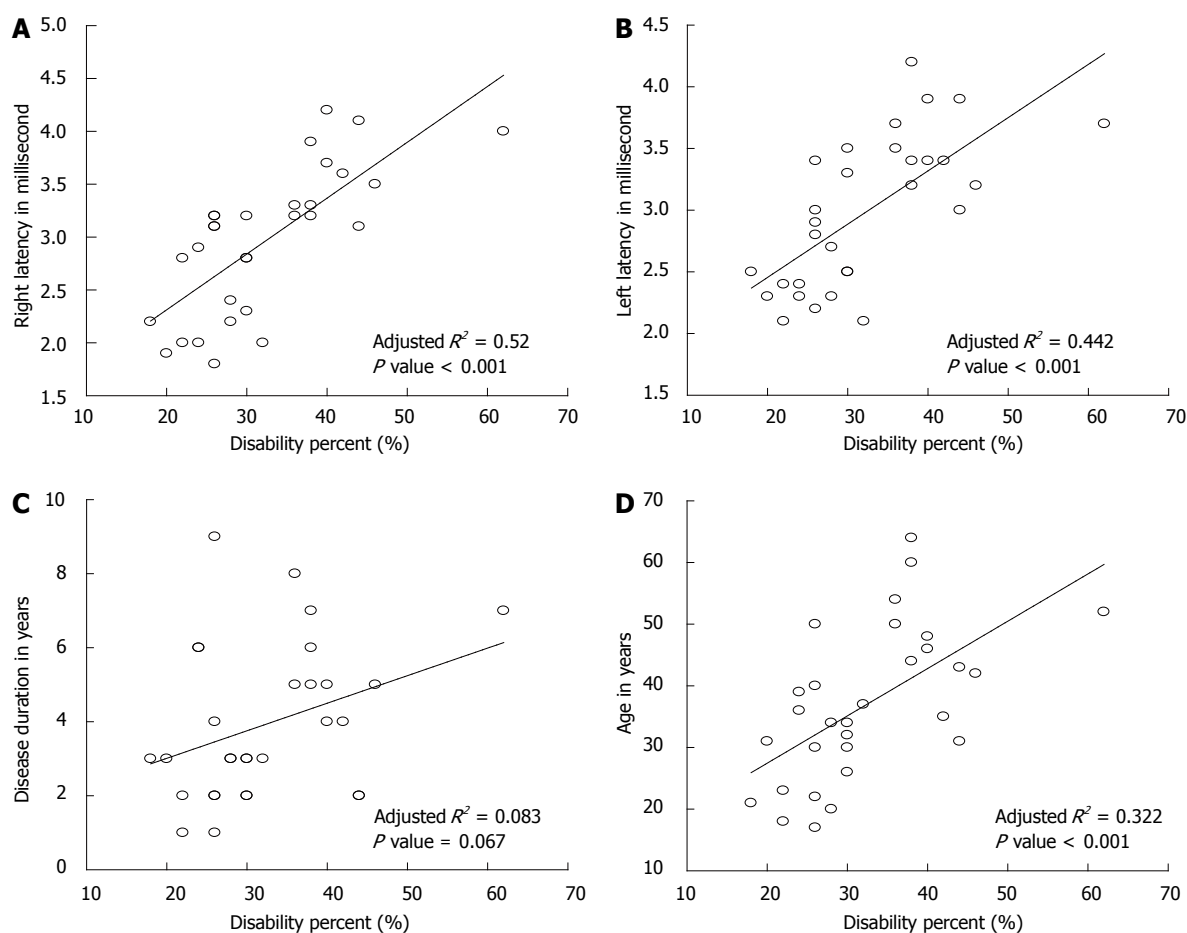 A
Right latency in millisecond
5.0
4.5
4.0
3.5
3.0
2.5
2.0
1.5
10 20 30 40 50 60 70
Disability percent (%)
Adjusted R² = 0.52
P value < 0.001
B
Left latency in millisecond
4.5
4.0
3.5
3.0
2.5
2.0
1.5
10 20 30 40 50 60 70
Disability percent (%)
Adjusted R² = 0.442
P value < 0.001
C
Disease duration in years
10
8
6
4
2
0
10 20 30 40 50 60 70
Disability percent (%)
Adjusted R² = 0.083
P value = 0.067
D
Age in years
70
60
50
40
30
20
10
10 20 30 40 50 60 70
Disability percent (%)
Adjusted R² = 0.322
P value < 0.001